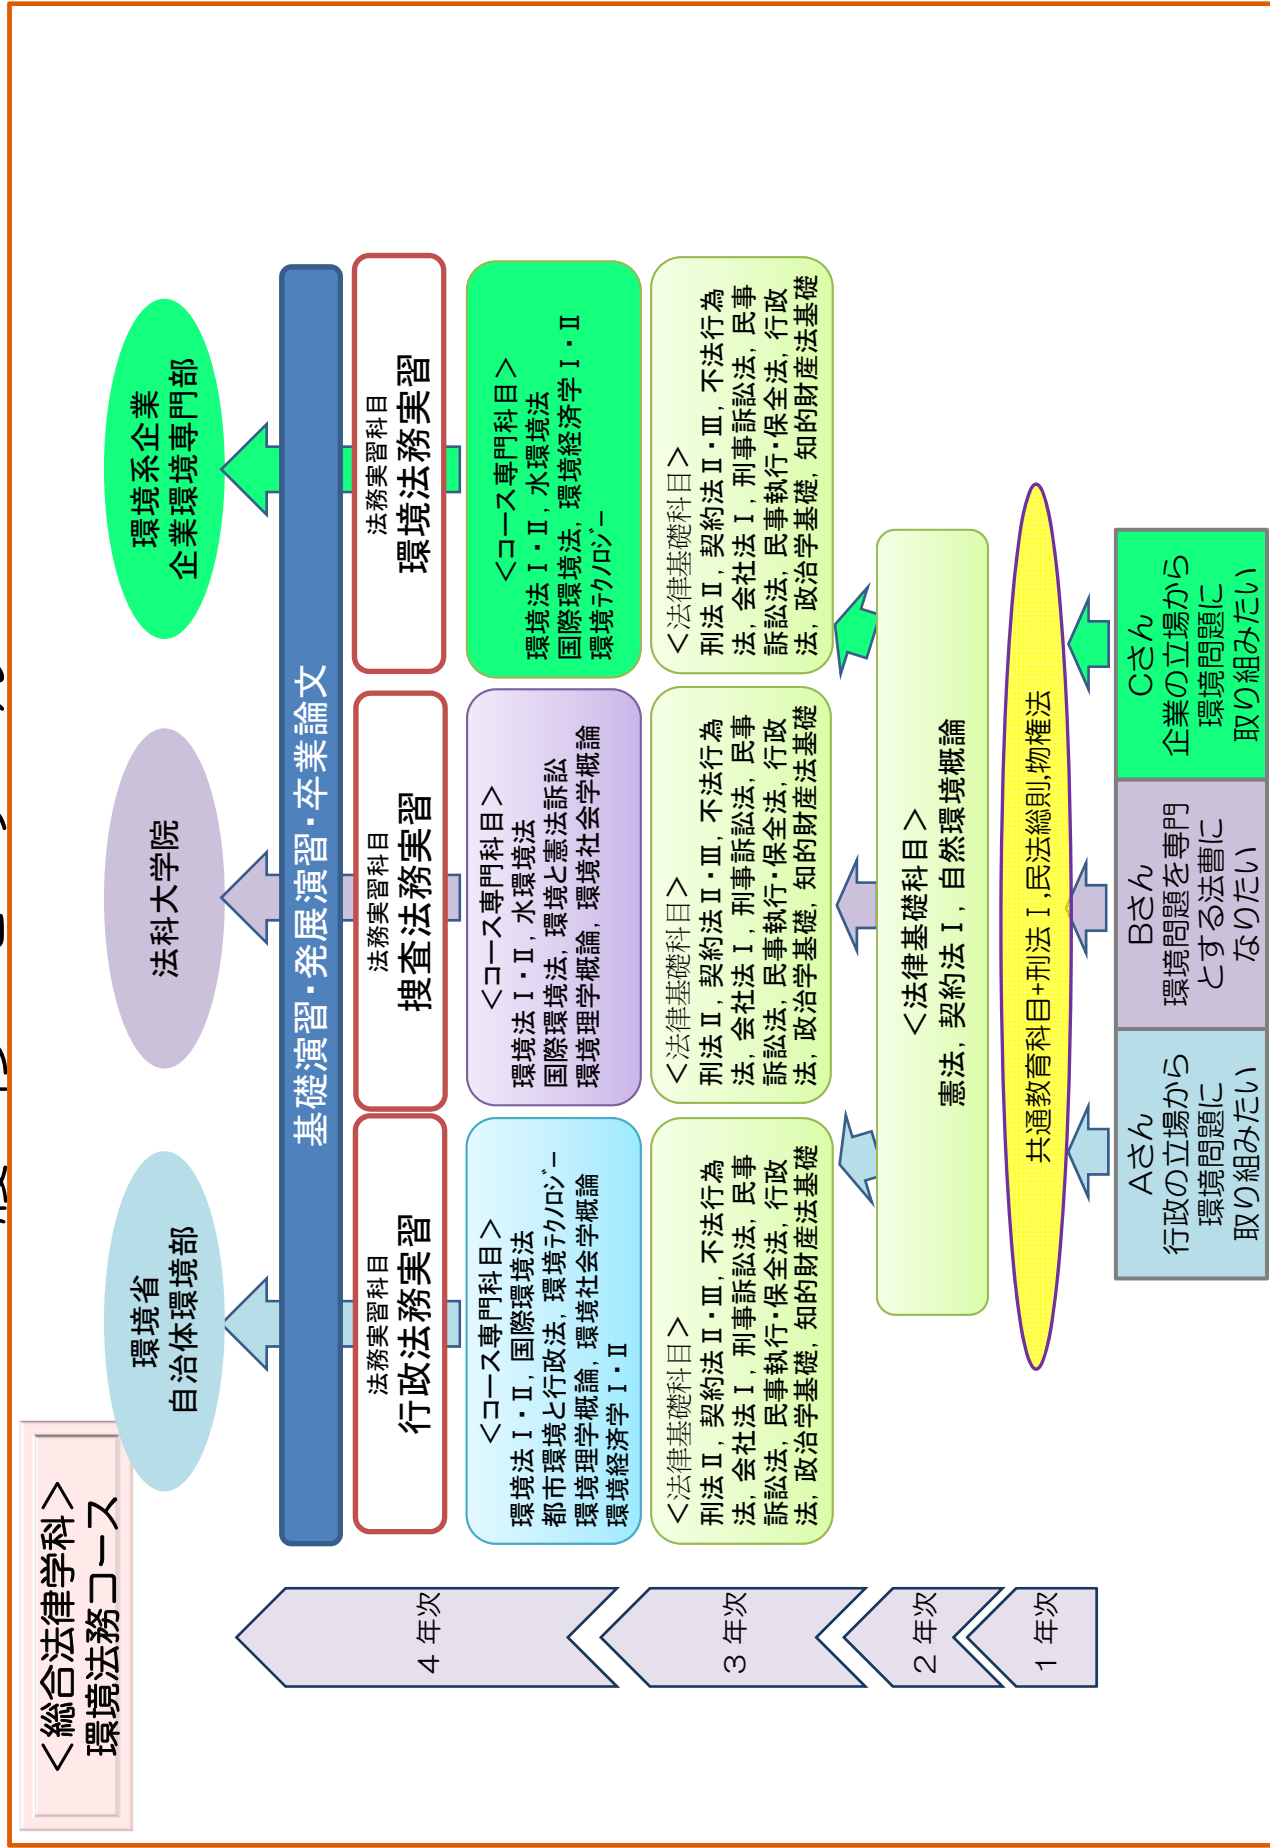 ＜総合法律学科＞
環境法務コース
環境省
自治体環境部
法科大学院
環境系企業
企業環境専門部
基礎演習・発展演習・卒業論文
法務実習科目
行政法務実習
法務実習科目
捜査法務実習
法務実習科目
環境法務実習
＜コース専門科目＞
環境法Ⅰ・Ⅱ, 国際環境法
都市環境と行政法, 環境ﾃｸﾉﾛｼﾞｰ
環境理学概論, 環境社会学概論
環境経済学Ⅰ・Ⅱ
＜コース専門科目＞
環境法Ⅰ・Ⅱ, 水環境法
国際環境法, 環境と憲法訴訟
環境理学概論, 環境社会学概論
＜コース専門科目＞
環境法Ⅰ・Ⅱ, 水環境法
国際環境法, 環境経済学Ⅰ・Ⅱ
環境ﾃｸﾉﾛｼﾞｰ
＜法律基礎科目＞
刑法Ⅱ, 契約法Ⅱ・Ⅲ, 不法行為
法, 会社法Ⅰ, 刑事訴訟法, 民事
訴訟法, 民事執行・保全法, 行政
法, 政治学基礎, 知的財産法基礎
＜法律基礎科目＞
刑法Ⅱ, 契約法Ⅱ・Ⅲ, 不法行為
法, 会社法Ⅰ, 刑事訴訟法, 民事
訴訟法, 民事執行・保全法, 行政
法, 政治学基礎, 知的財産法基礎
＜法律基礎科目＞
刑法Ⅱ, 契約法Ⅱ・Ⅲ, 不法行為
法, 会社法Ⅰ, 刑事訴訟法, 民事
訴訟法, 民事執行・保全法, 行政
法, 政治学基礎, 知的財産法基礎
＜法律基礎科目＞
憲法, 契約法Ⅰ, 自然環境概論
共通教育科目+刑法Ⅰ,民法総則,物権法
Aさん
行政の立場から
環境問題に
取り組みたい
Bさん
環境問題を専門
とする法曹に
なりたい
Cさん
企業の立場から
環境問題に
取り組みたい
４年次
３年次
２年次
１年次